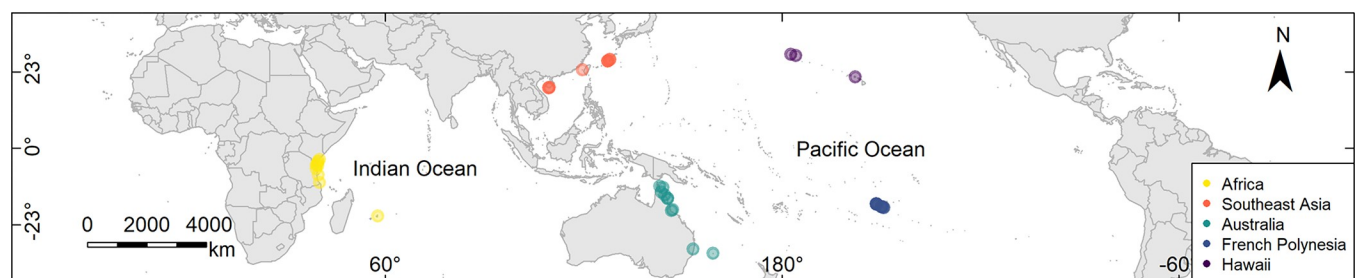 N
23°
0°
-23°
Indian Ocean
Pacific Ocean
0 2000 4000
km
60°
180°
-60°
Africa
Southeast Asia
Australia
French Polynesia
Hawaii